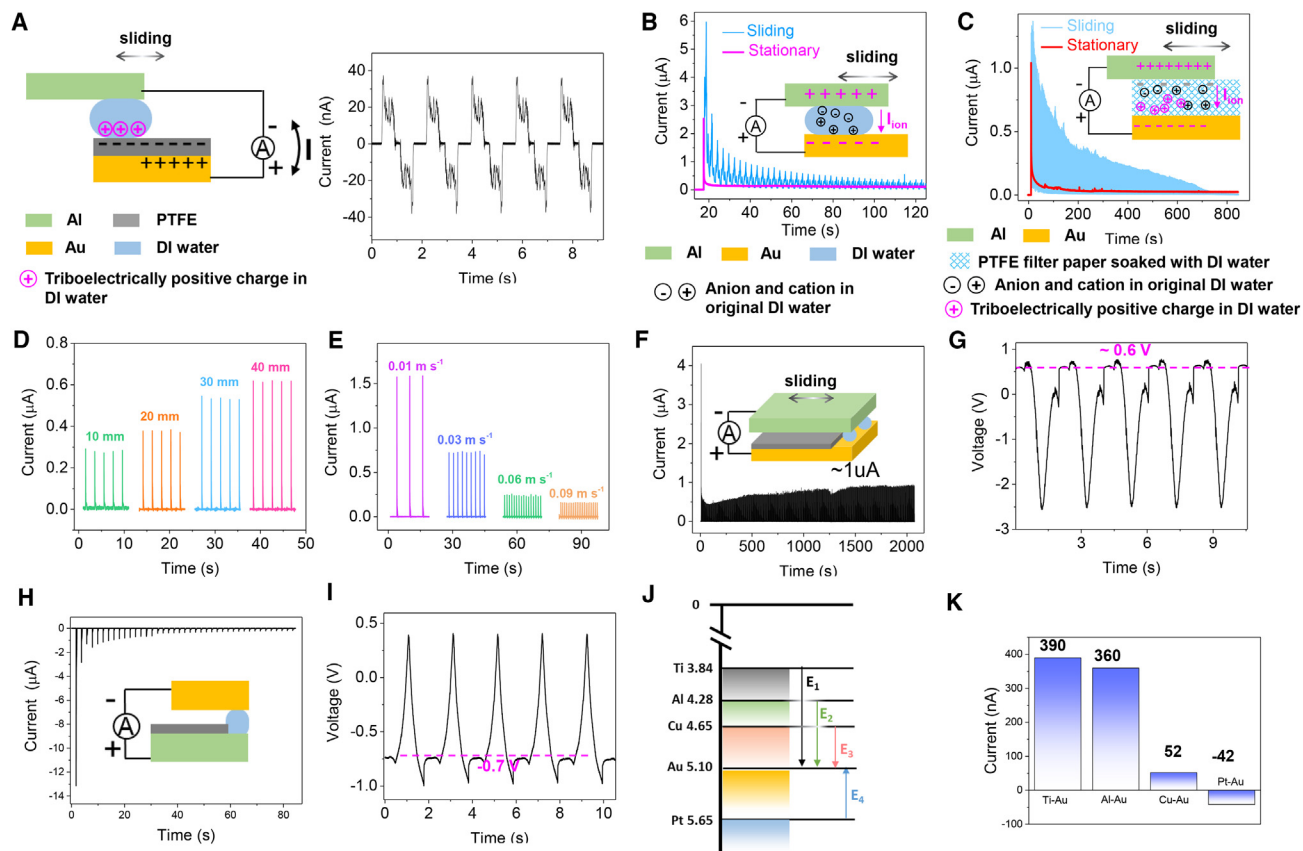 A
sliding
- - - - - - - - - -
+++++
A
-
+
I
Al
PTFE
Au
DI water
Triboelectrically positive charge in
DI water
Current (nA)
40
20
0
-20
-40
0 2 4 6 8
Time (s)
B
Sliding
Stationary
sliding
+ + + + +
- - - - -
A
-
+
I_ion
Current (μA)
6
5
4
3
2
1
0
20 40 60 80 100 120
Time (s)
Al
Au
DI water
Anion and cation in
original DI water
C
Sliding
Stationary
sliding
++++++++
A
-
+
I_ion
Current (μA)
1.0
0.5
0.0
0 200 400 600 800
Time (s)
Al
Au
PTFE filter paper soaked with DI water
Anion and cation in original DI water
Triboelectrically positive charge in DI water
D
10 mm
20 mm
30 mm
40 mm
Current (μA)
0.8
0.6
0.4
0.2
0.0
0 10 20 30 40 50
Time (s)
E
0.01 m s⁻¹
0.03 m s⁻¹
0.06 m s⁻¹
0.09 m s⁻¹
Current (μA)
1.5
1.0
0.5
0.0
0 30 60 90
Time (s)
F
sliding
A
-
+
~1uA
Current (μA)
4
3
2
1
0
0 500 1000 1500 2000
Time (s)
G
~ 0.6 V
Voltage (V)
1
0
-1
-2
-3
3 6 9
Time (s)
H
A
-
+
Current (μA)
0
-2
-4
-6
-8
-10
-12
-14
0 20 40 60 80
Time (s)
I
-0.7 V
Voltage (V)
0.5
0.0
-0.5
-1.0
0 2 4 6 8 10
Time (s)
J
0
Ti 3.84
Al 4.28
Cu 4.65
Au 5.10
Pt 5.65
E₁
E₂
E₃
E₄
K
390
360
52
-42
Current (nA)
400
300
200
100
0
-100
Ti-Au
Al-Au
Cu-Au
Pt-Au